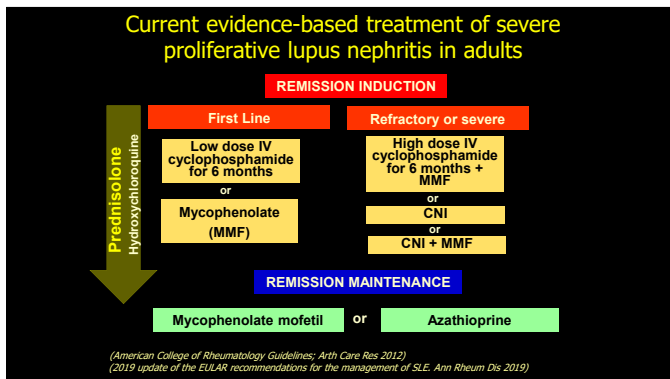 Current evidence-based treatment of severe
proliferative lupus nephritis in adults
REMISSION INDUCTION
Prednisolone
Hydroxychloroquine
First Line
Low dose IV
cyclophosphamide
for 6 months
or
Mycophenolate
(MMF)
Refractory or severe
High dose IV
cyclophosphamide
for 6 months +
MMF
or
CNI
or
CNI + MMF
REMISSION MAINTENANCE
Mycophenolate mofetil or Azathioprine
(American College of Rheumatology Guidelines; Arth Care Res 2012)
(2019 update of the EULAR recommendations for the management of SLE. Ann Rheum Dis 2019)